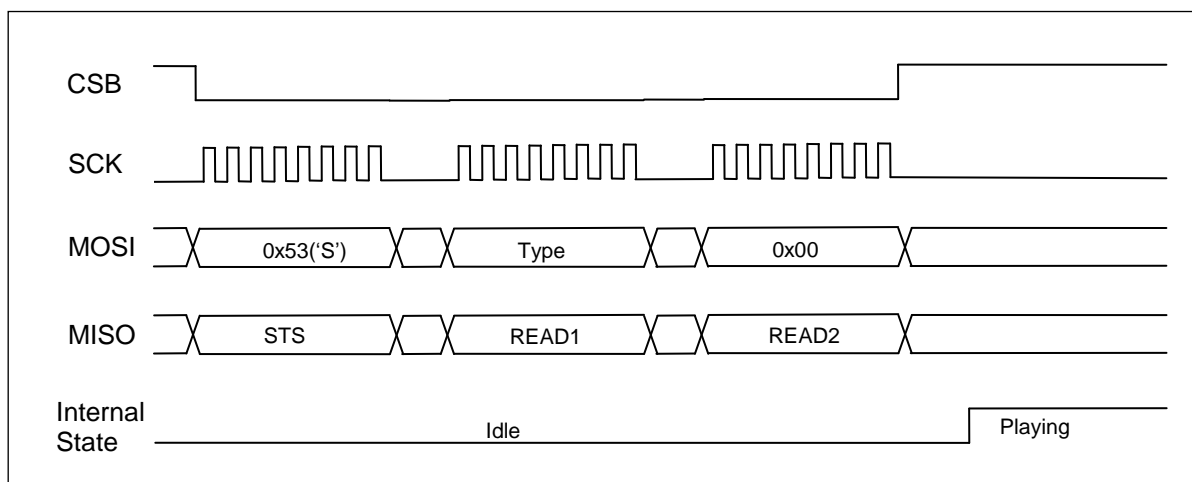 CSB
SCK
MOSI 0x53(‘S’) Type 0x00
MISO STS READ1 READ2
Internal
State Idle Playing